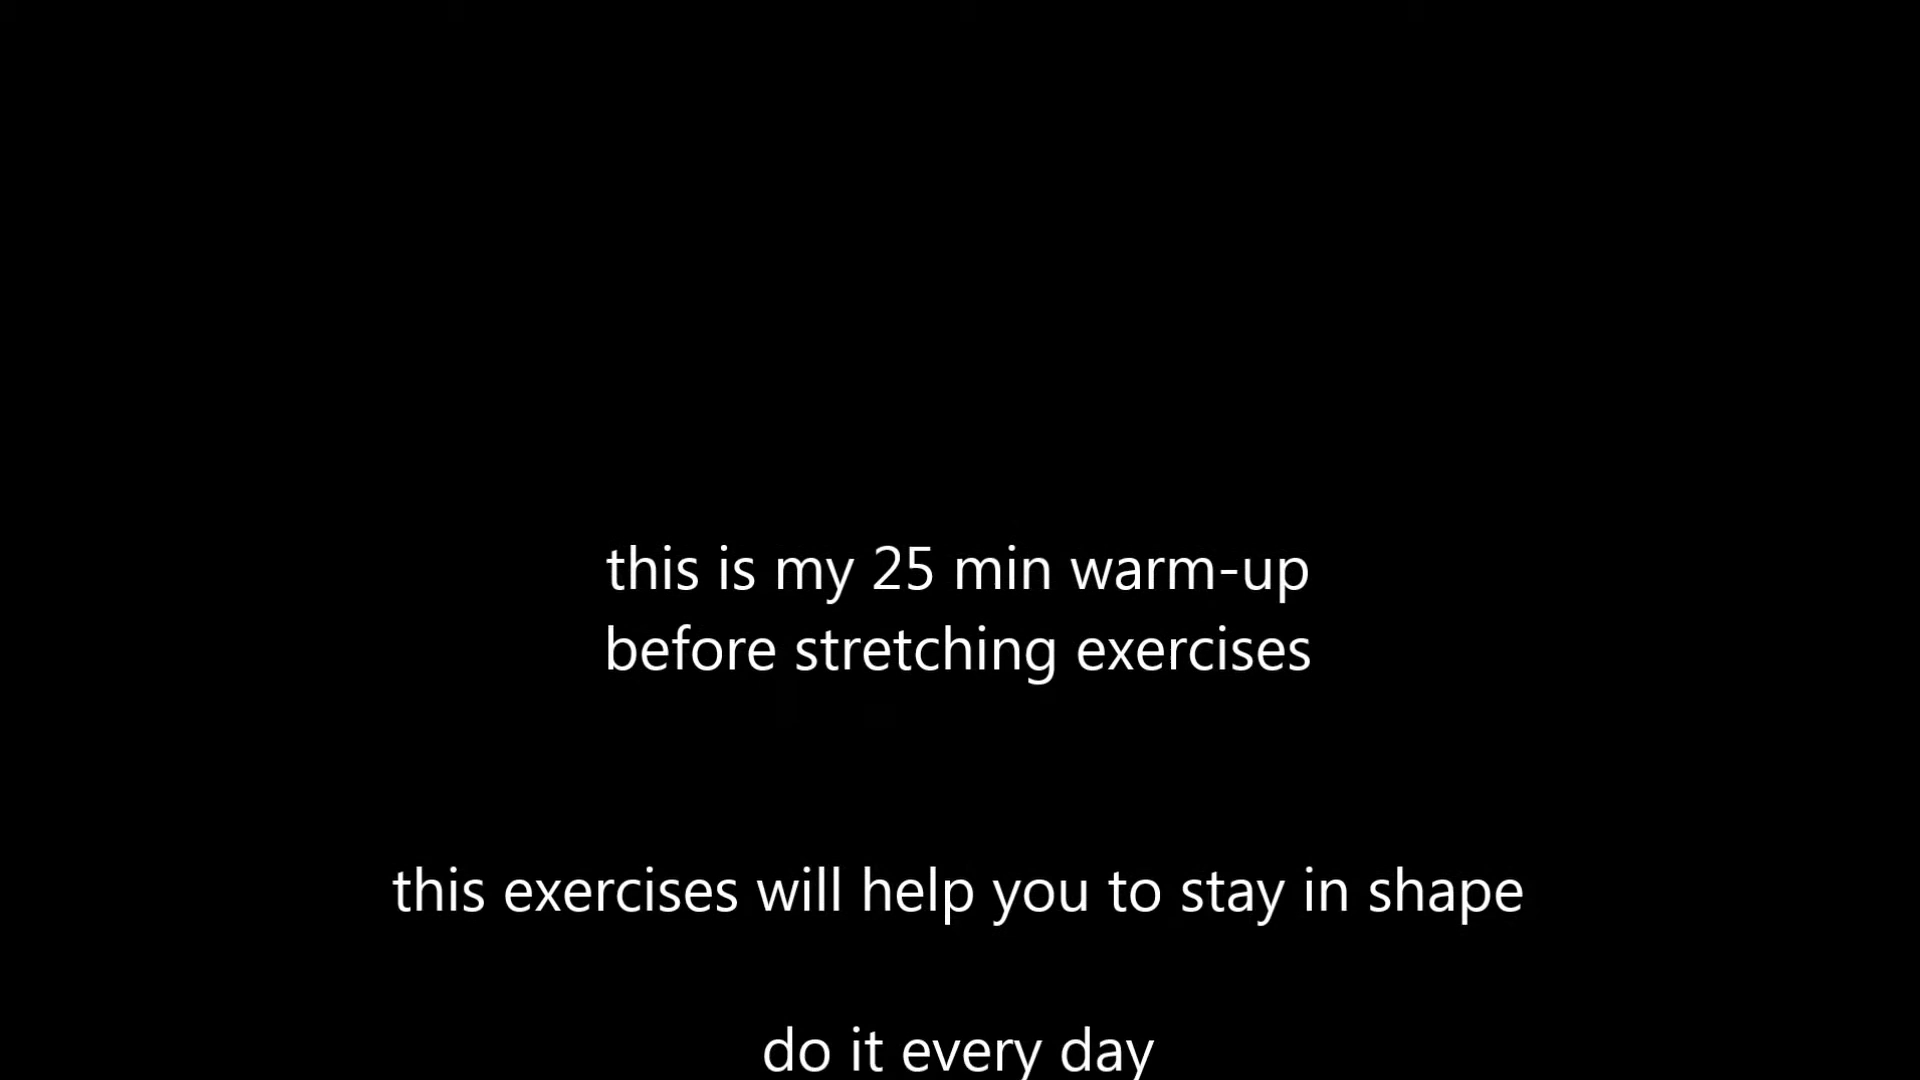 this is my 25 min warm-up
before stretching exercises
this exercises will help you to stay in shape
do it every day